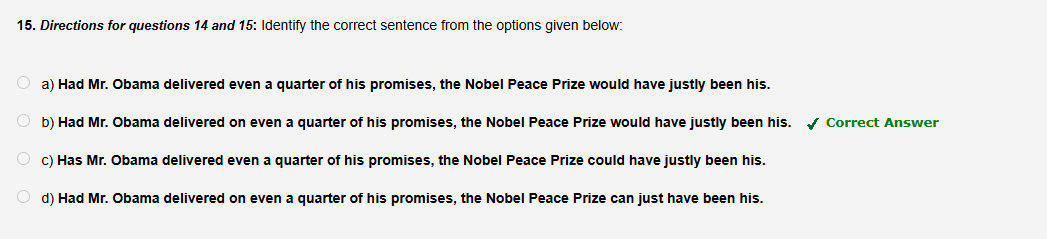 15. Directions for questions 14 and 15: Identify the correct sentence from the options given below:
a) Had Mr. Obama delivered even a quarter of his promises, the Nobel Peace Prize would have justly been his.
b) Had Mr. Obama delivered on even a quarter of his promises, the Nobel Peace Prize would have justly been his. ✓ Correct Answer
c) Has Mr. Obama delivered even a quarter of his promises, the Nobel Peace Prize could have justly been his.
d) Had Mr. Obama delivered on even a quarter of his promises, the Nobel Peace Prize can just have been his.